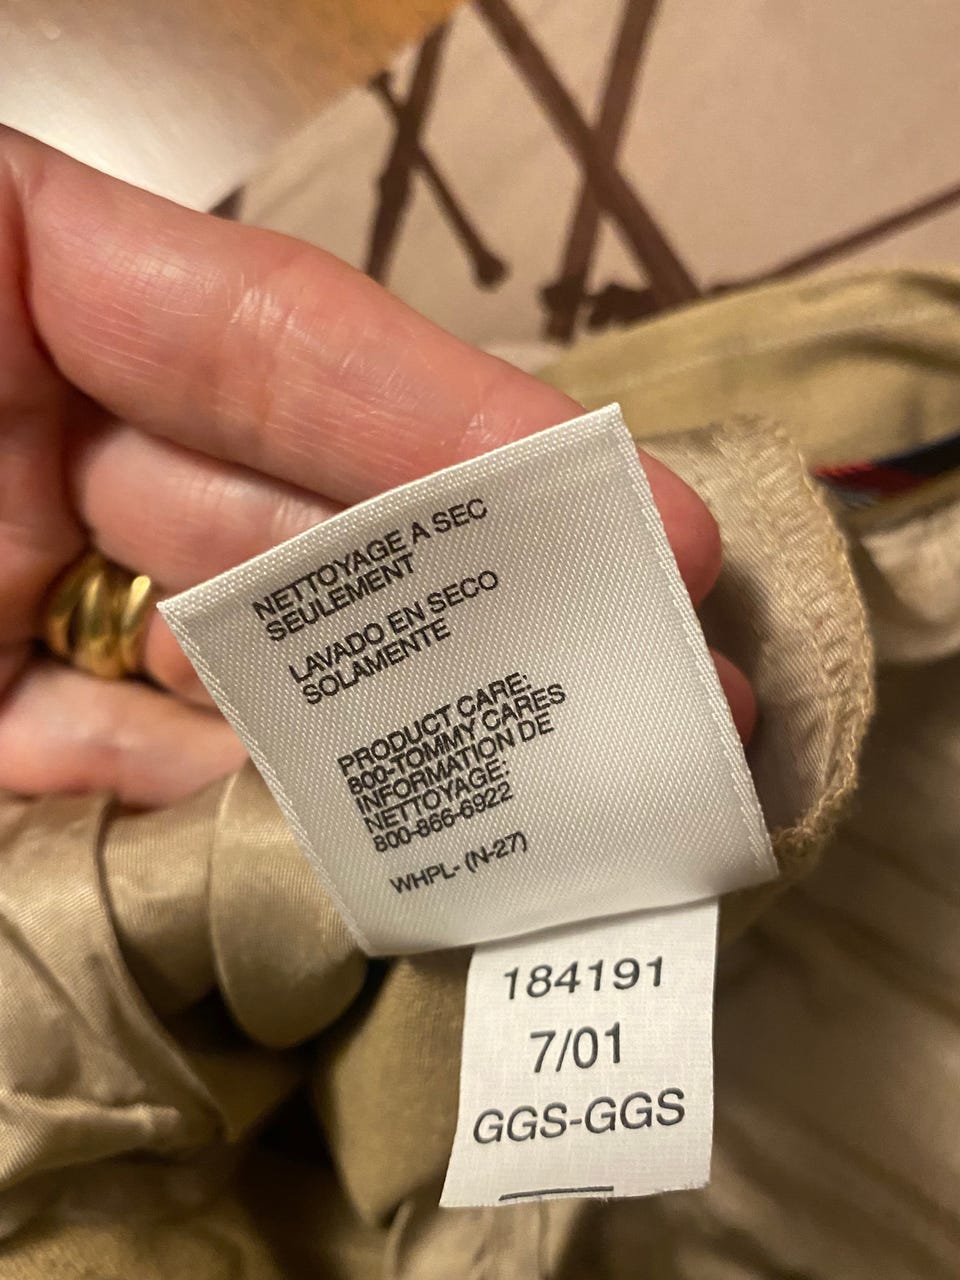 NETTOYAGE A SEC
SEULEMENT
LAVADO EN SECO
SOLAMENTE
PRODUCT CARE:
800-TOMMY CARES
INFORMATION DE
NETTOYAGE:
800-866-6922
WHPL- (N-27)
184191
7/01
GGS-GGS